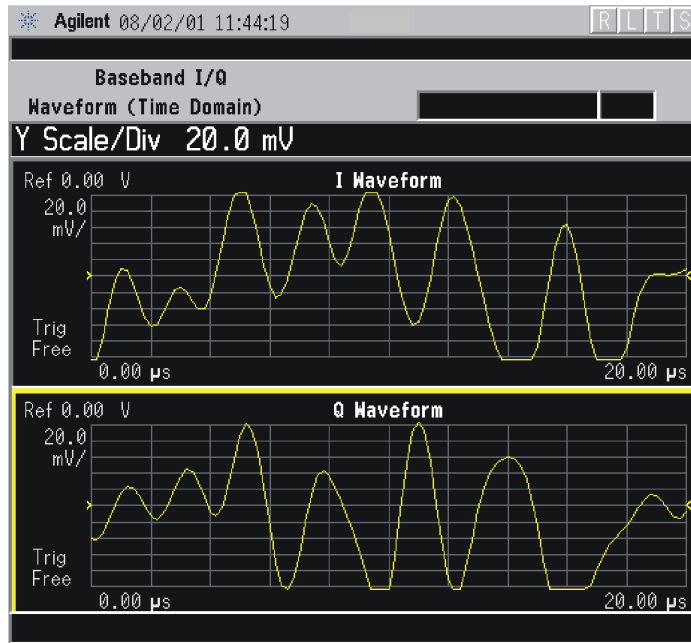 Agilent 08/02/01 11:44:19 R L T S
Baseband I/Q
Waveform (Time Domain)
Y Scale/Div 20.0 mV
Ref 0.00 V I Waveform
20.0
mV/
Trig
Free
0.00 µs 20.00 µs
Ref 0.00 V Q Waveform
20.0
mV/
Trig
Free
0.00 µs 20.00 µs